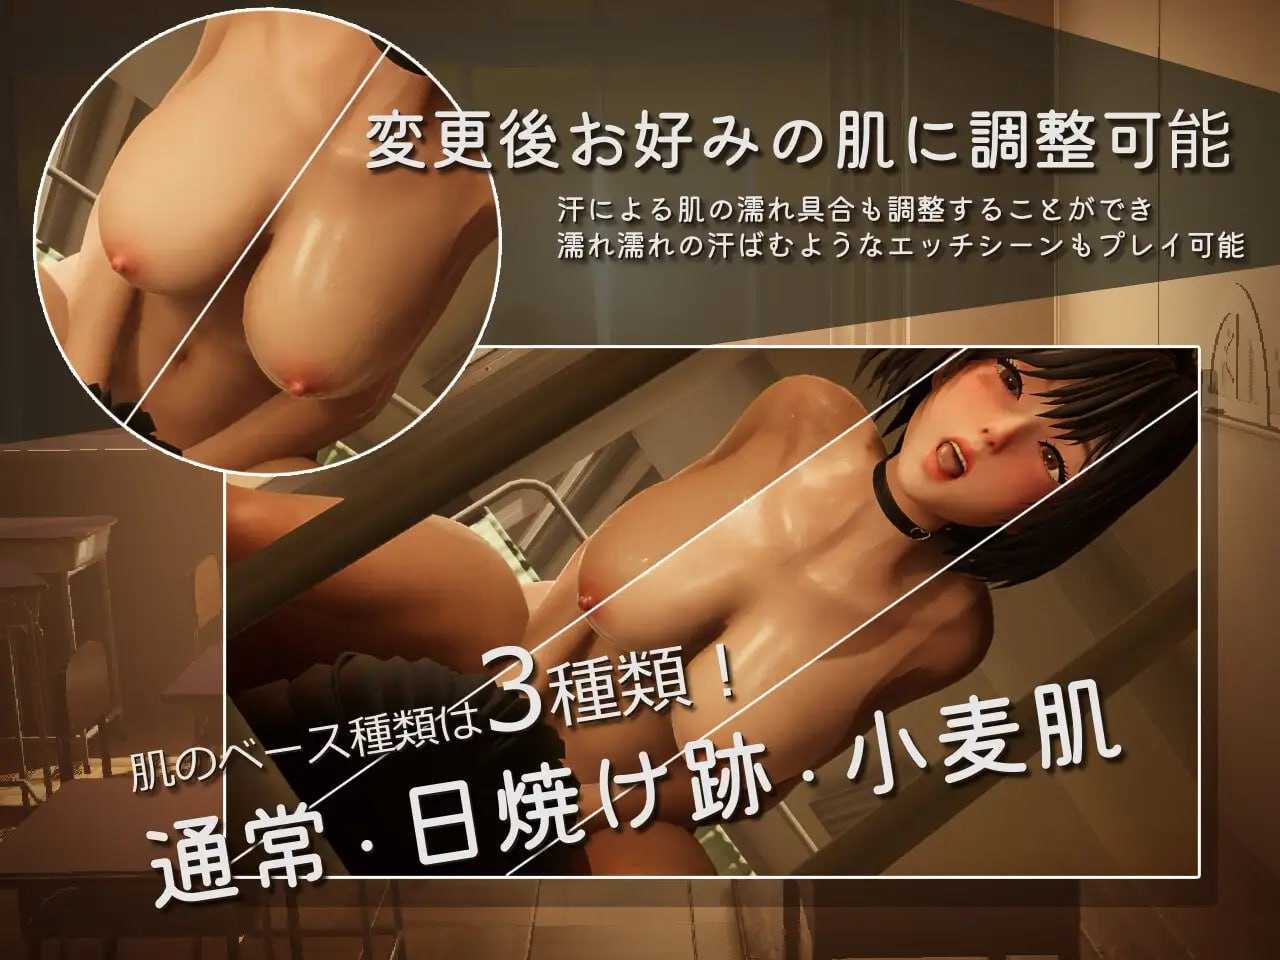 変更後お好みの肌に調整可能
汗による肌の濡れ具合も調整することができ
濡れ濡れの汗ばむようなエッチシーンもプレイ可能
肌のベース種類は3種類！
通常・日焼け跡・小麦肌